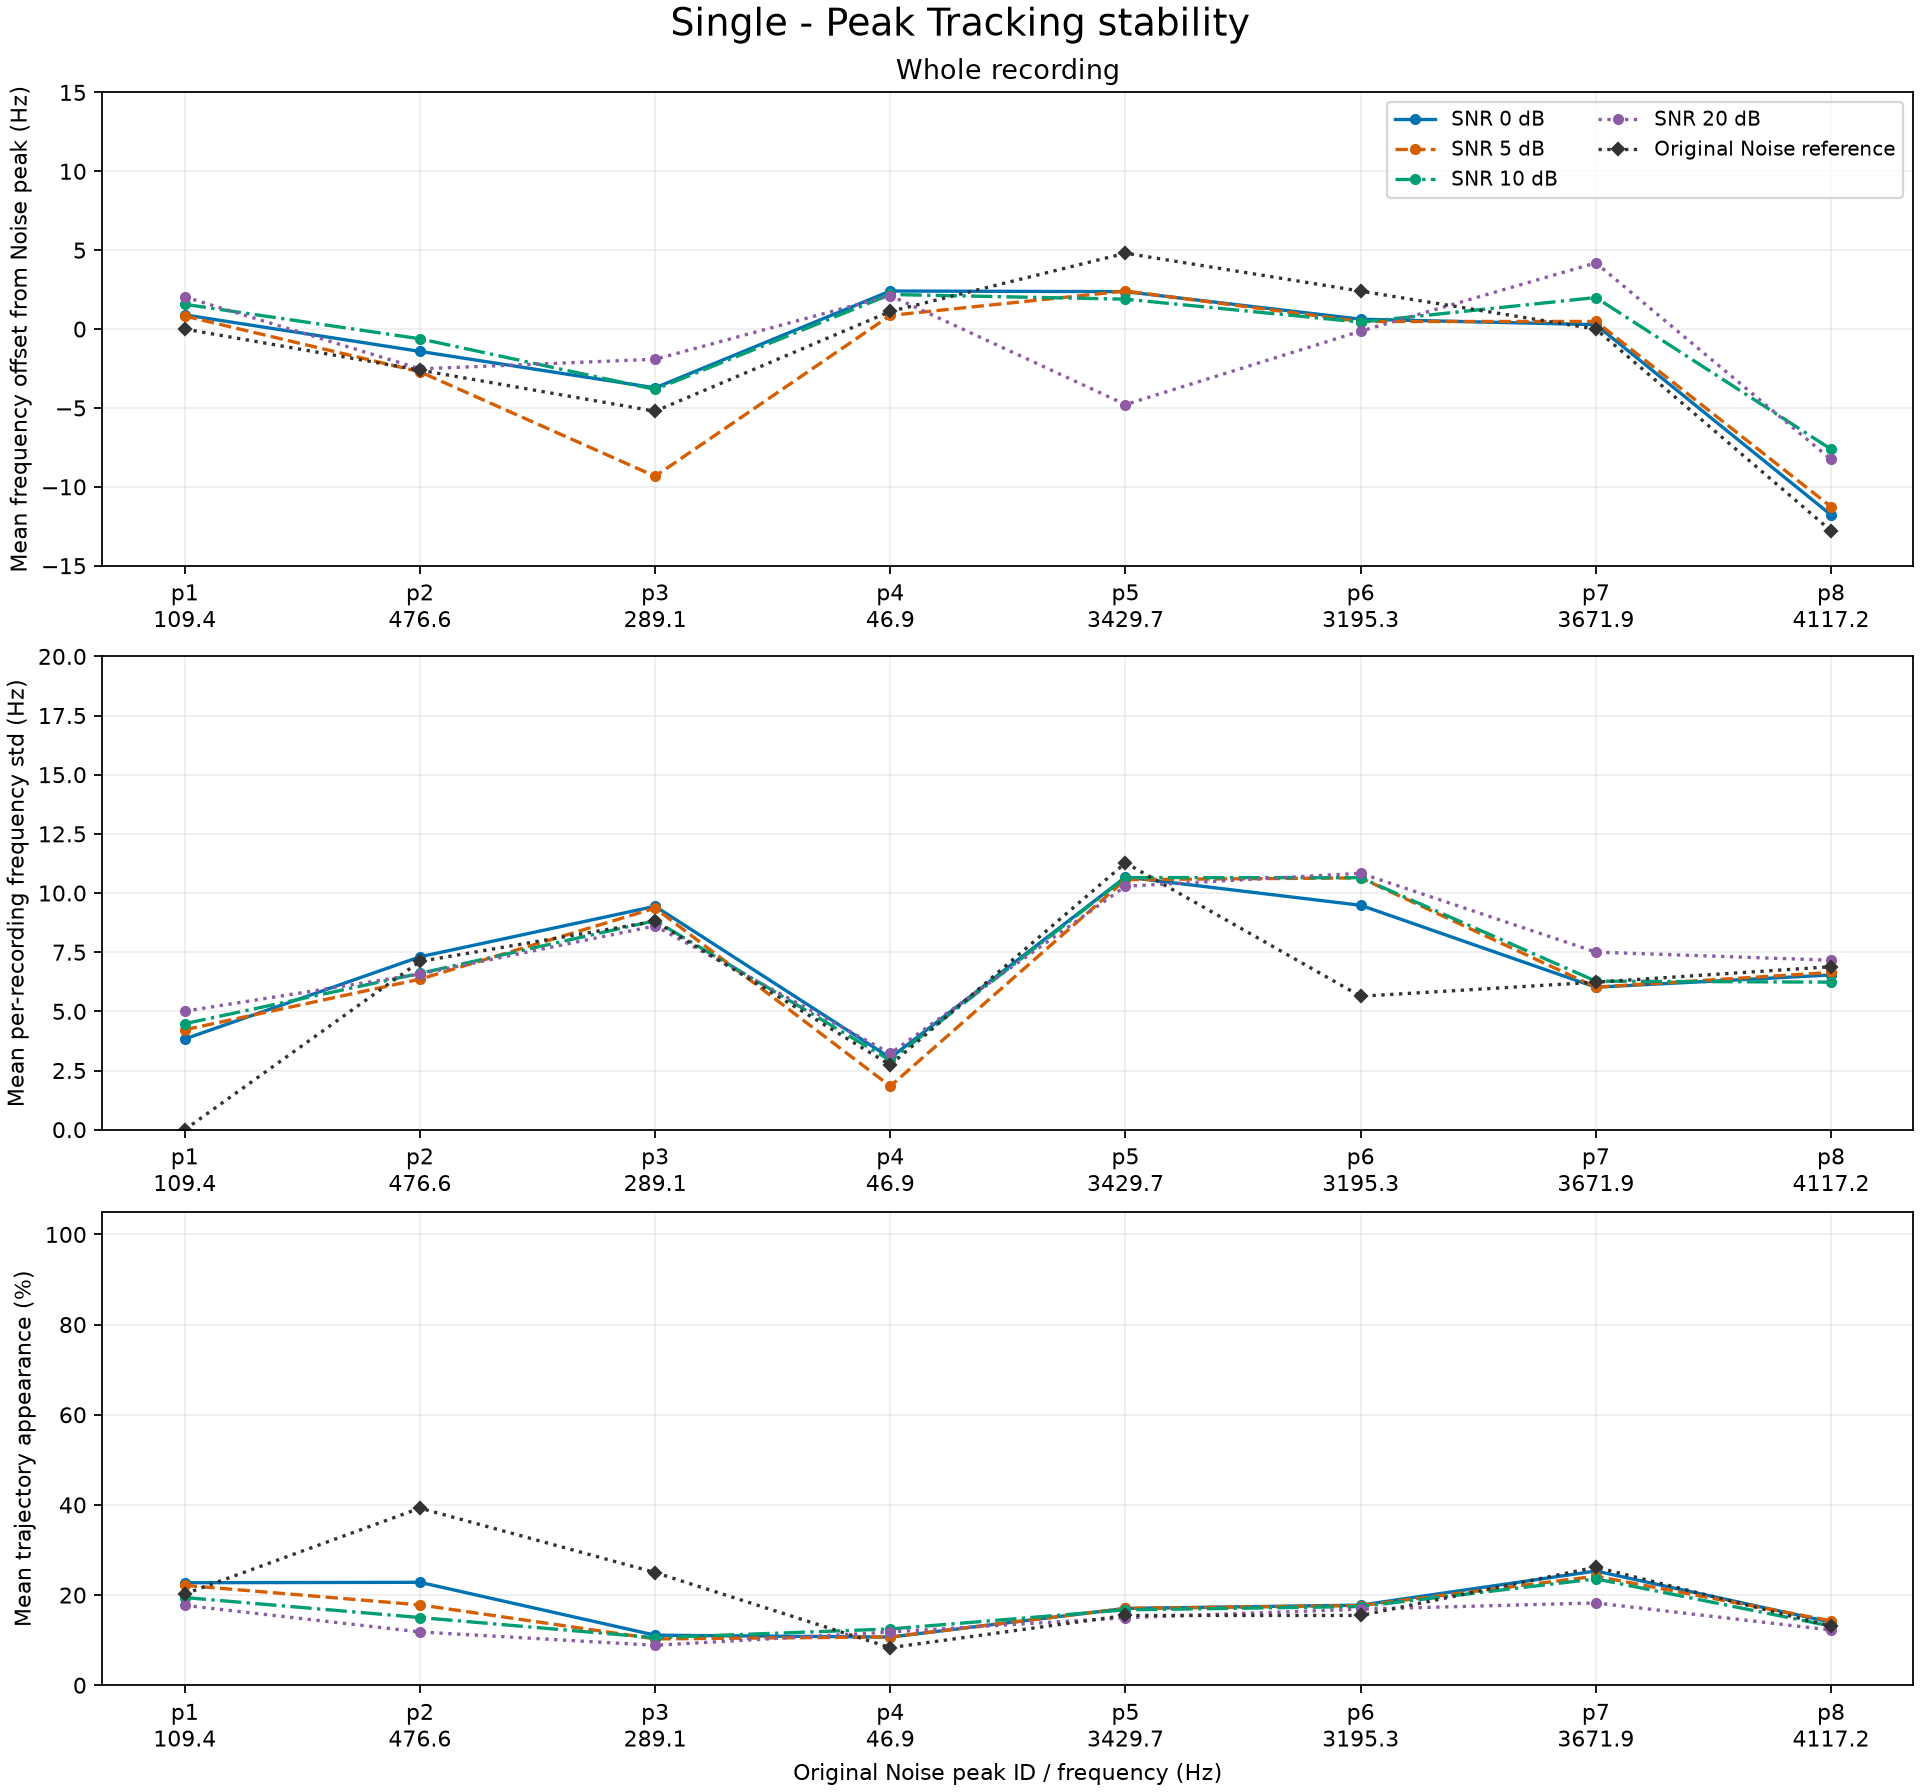 Single - Peak Tracking stability
Whole recording
Mean frequency offset from Noise peak (Hz)
15
10
5
0
−5
−10
−15
SNR 0 dB
SNR 5 dB
SNR 10 dB
SNR 20 dB
Original Noise reference
p1 p2 p3 p4 p5 p6 p7 p8
109.4 476.6 289.1 46.9 3429.7 3195.3 3671.9 4117.2
Mean per-recording frequency std (Hz)
20.0
17.5
15.0
12.5
10.0
7.5
5.0
2.5
0.0
p1 p2 p3 p4 p5 p6 p7 p8
109.4 476.6 289.1 46.9 3429.7 3195.3 3671.9 4117.2
Mean trajectory appearance (%)
100
80
60
40
20
0
p1 p2 p3 p4 p5 p6 p7 p8
109.4 476.6 289.1 46.9 3429.7 3195.3 3671.9 4117.2
Original Noise peak ID / frequency (Hz)